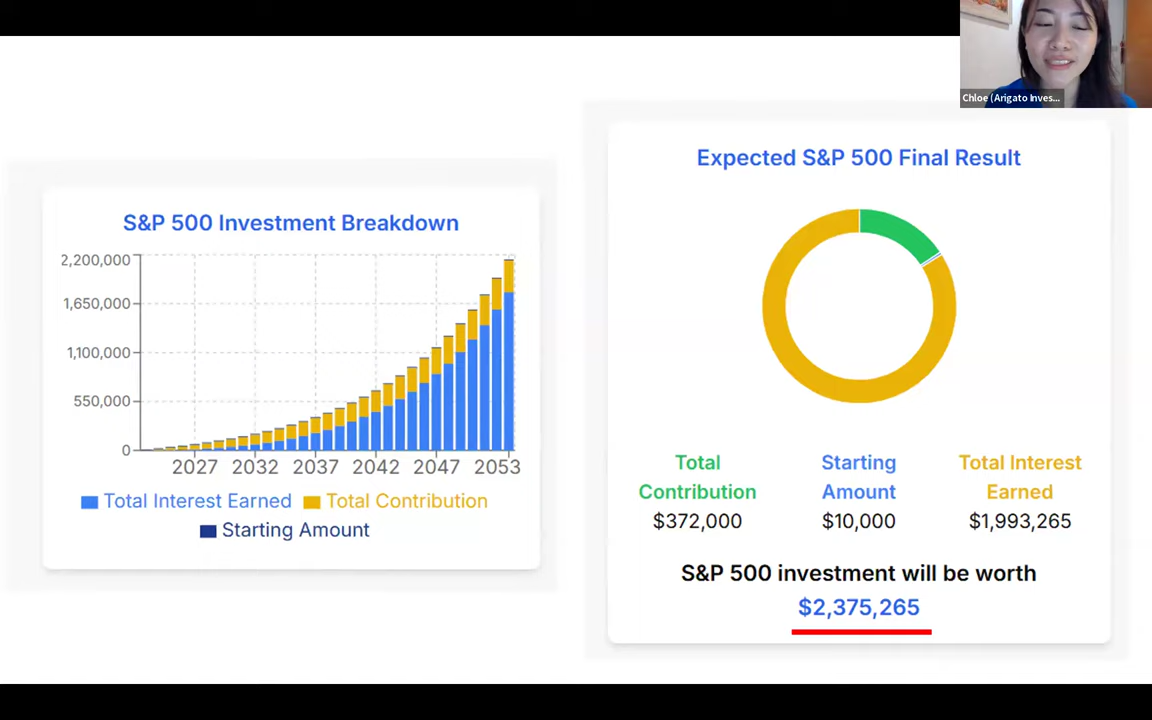 Chloe (Arigato Inves...
S&P 500 Investment Breakdown
2,200,000
1,650,000
1,100,000
550,000
0
2027 2032 2037 2042 2047 2053
Total Interest Earned Total Contribution
Starting Amount
Expected S&P 500 Final Result
Total
Contribution
$372,000
Starting
Amount
$10,000
Total Interest
Earned
$1,993,265
S&P 500 investment will be worth
$2,375,265